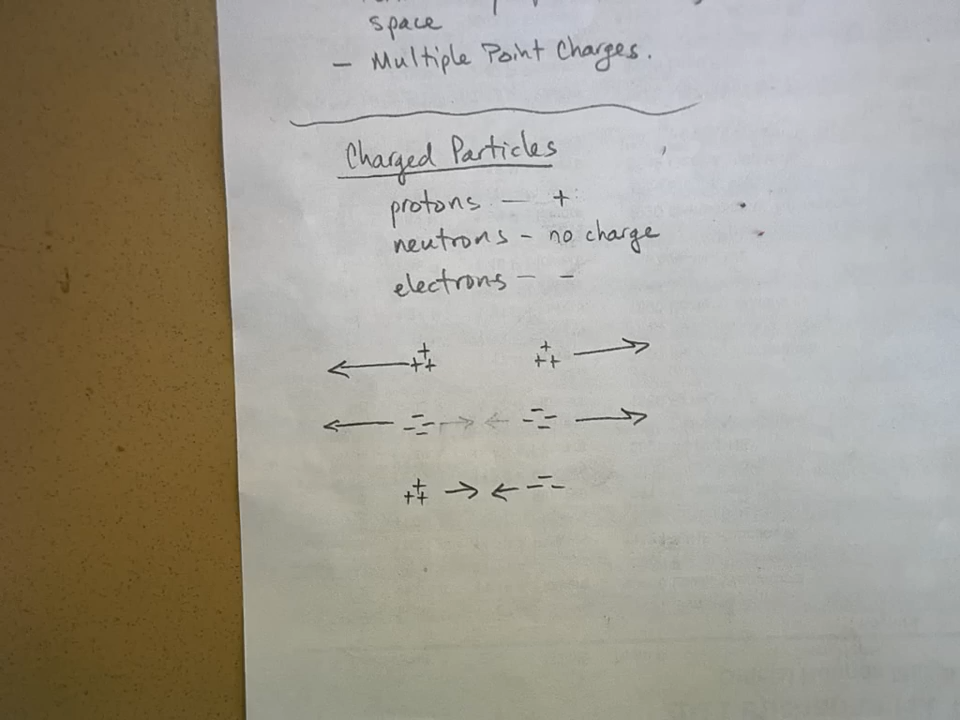 space
- Multiple Point Charges.
Charged Particles
protons - +
neutrons - no charge
electrons - -
+ ++ + ++
--- ---
+ ++ ---